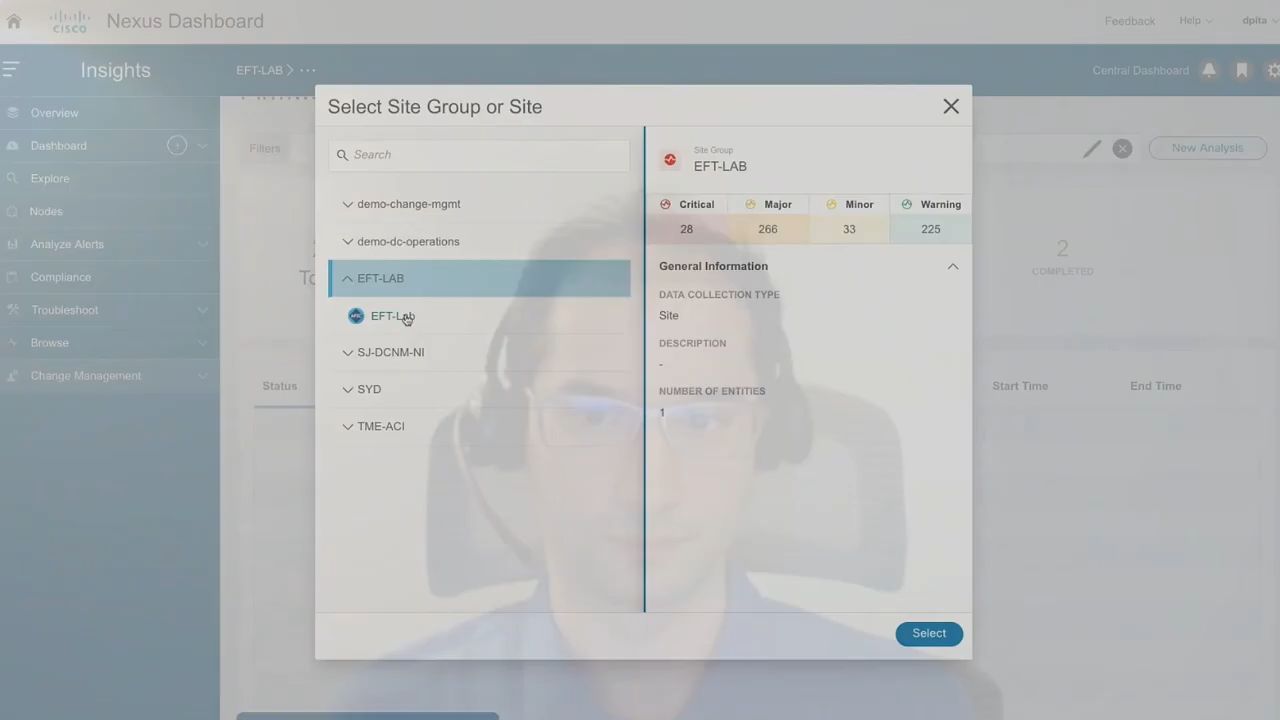 CISCO
Nexus Dashboard
Feedback
Help
dpita
Insights
EFT-LAB
Central Dashboard
Overview
Dashboard
Explore
Nodes
Analyze Alerts
Compliance
Troubleshoot
Browse
Change Management
Filters
New Analysis
2
COMPLETED
Status
Start Time
End Time
Select Site Group or Site
Search
demo-change-mgmt
demo-dc-operations
EFT-LAB
EFT-Lab
SJ-DCNM-NI
SYD
TME-ACI
Site Group
EFT-LAB
Critical Major Minor Warning
28 266 33 225
General Information
DATA COLLECTION TYPE
Site
DESCRIPTION
-
NUMBER OF ENTITIES
1
Select